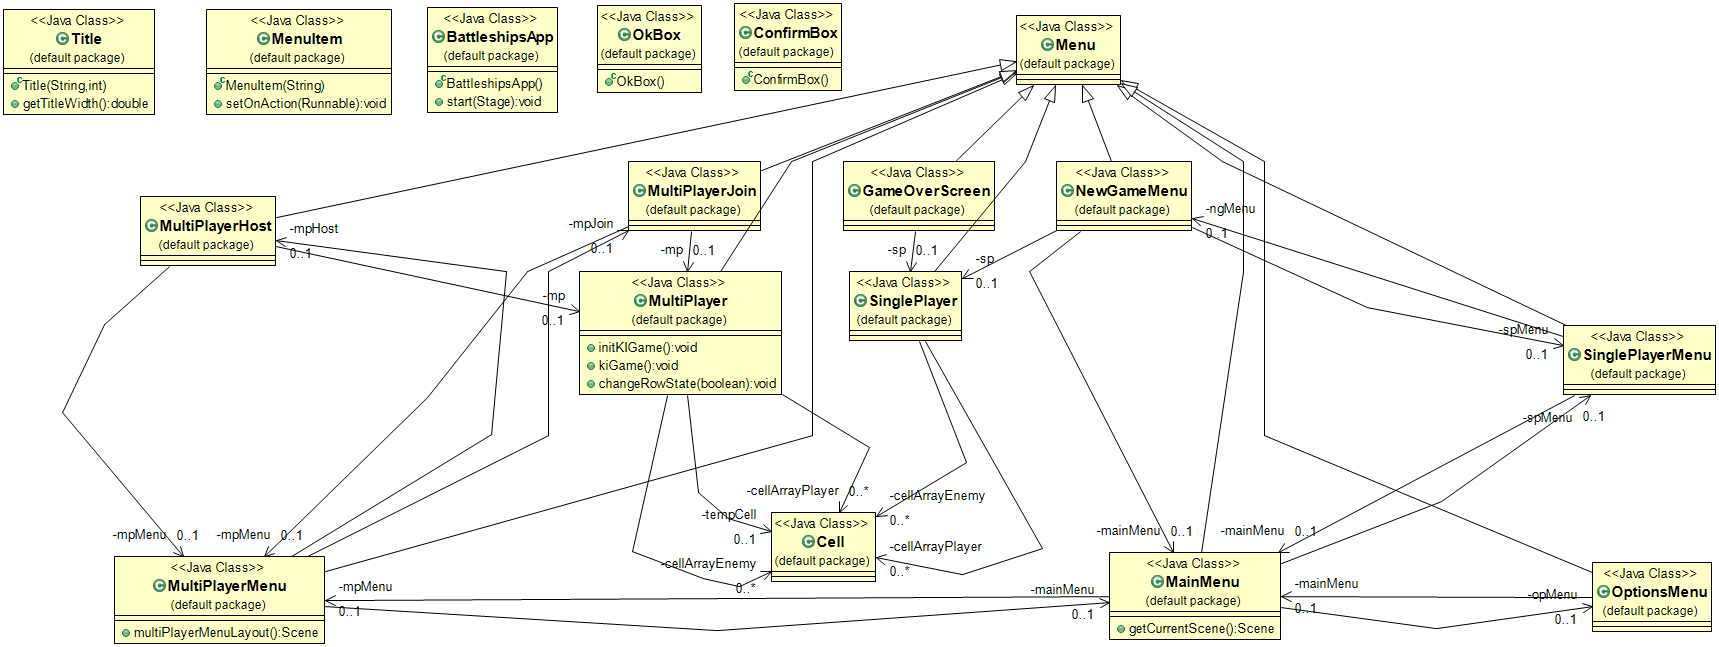 <<Java Class>>
Title
(default package)
Title(String,int)
getTitleWidth():double
<<Java Class>>
MenuItem
(default package)
MenuItem(String)
setOnAction(Runnable):void
<<Java Class>>
BattleshipsApp
(default package)
BattleshipsApp()
start(Stage):void
<<Java Class>>
OkBox
(default package)
OkBox()
<<Java Class>>
ConfirmBox
(default package)
ConfirmBox()
<<Java Class>>
Menu
(default package)
<<Java Class>>
MultiPlayerHost
(default package)
-mpHost
0..1
<<Java Class>>
MultiPlayerJoin
(default package)
-mpJoin
0..1
<<Java Class>>
GameOverScreen
(default package)
<<Java Class>>
NewGameMenu
(default package)
-ngMenu
0..1
-mp
0..1
-sp
0..1
-sp
0..1
-mp
0..1
<<Java Class>>
MultiPlayer
(default package)
initKIGame():void
kiGame():void
changeRowState(boolean):void
<<Java Class>>
SinglePlayer
(default package)
-spMenu
0..1
<<Java Class>>
SinglePlayerMenu
(default package)
-spMenu
0..1
-cellArrayPlayer
0..*
-tempCell
0..1
-cellArrayEnemy
0..*
-cellArrayEnemy
0..*
-cellArrayPlayer
0..*
<<Java Class>>
Cell
(default package)
-mpMenu
0..1
-mpMenu
0..1
-mainMenu
0..1
-mainMenu
0..1
<<Java Class>>
MultiPlayerMenu
(default package)
multiPlayerMenuLayout():Scene
-mpMenu
0..1
-mainMenu
0..1
<<Java Class>>
MainMenu
(default package)
getCurrentScene():Scene
-mainMenu
0..1
-opMenu
0..1
<<Java Class>>
OptionsMenu
(default package)